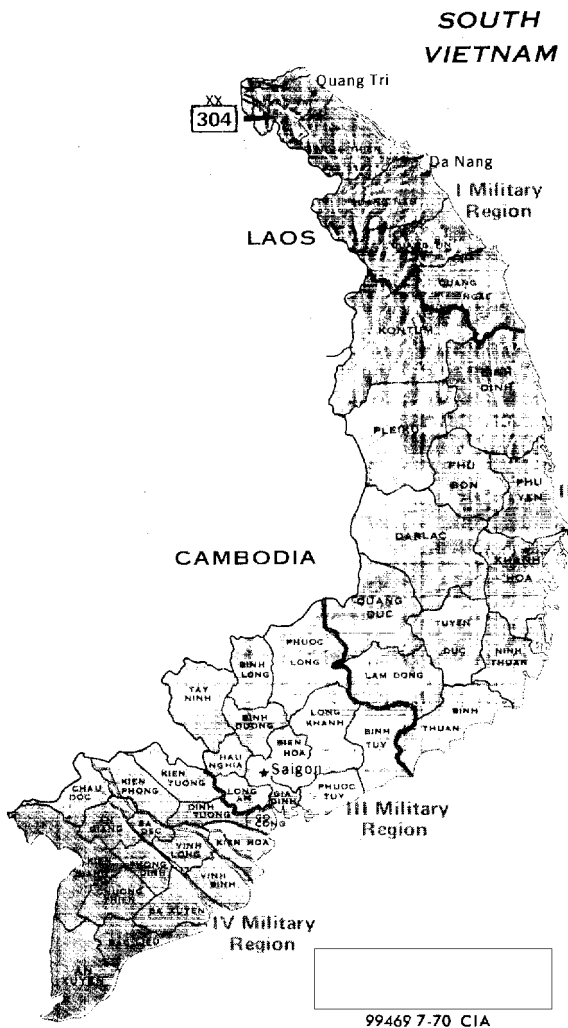 SOUTH
VIETNAM
Quang Tri
XX
304
Da Nang
I Military
Region
LAOS
QUANG
KONTUM
DINH
PLEIKU
PHU
BON
PHU
YEN
DARLAC
CAMBODIA
KHANH
HOA
QUANG
DUC
TUYEN
DUC
NINH
THUAN
PHUOC
LONG
BINH
LONG
LAM DONG
TAY
NINH
BINH
DUONG
LONG
KHANH
BINH
THUAN
BINH
TUY
BIEN
HOA
HAU
NGHIA
Saigon
KIEN
TUONG
KIEN
PHONG
CHAU
DOC
LONG
AN
GIA
DINH
PHUOC
TUY
III Military
Region
DINH
TUONG
GO
CONG
SA
DEC
VINH
LONG
KIEN HOA
PHONG
DINH
VINH
BINH
BA XUYEN
IV Military
Region
AN
XUYEN
99469 7-70 CIA